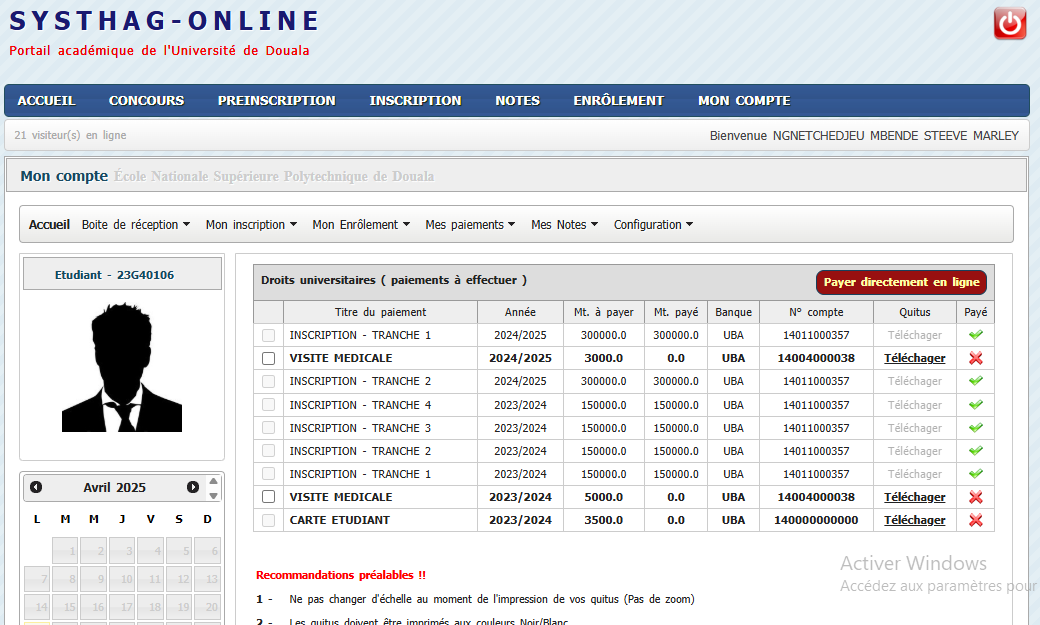 SYSTHAG-ONLINE
Portail académique de l'Université de Douala
ACCUEIL CONCOURS PREINSCRIPTION INSCRIPTION NOTES ENRÔLEMENT MON COMPTE
21 visiteur(s) en ligne Bienvenue NGNETCHEDJEU MBENDE STEEVE MARLEY
Mon compte École Nationale Supérieure Polytechnique de Douala
Accueil Boite de réception Mon inscription Mon Enrôlement Mes paiements Mes Notes Configuration
Etudiant - 23G40106
Avril 2025
L M M J V S D
1 2 3 4 5 6
7 8 9 10 11 12 13
14 15 16 17 18 19 20
Droits universitaires ( paiements à effectuer ) Payer directement en ligne
Titre du paiement Année Mt. à payer Mt. payé Banque N° compte Quitus Payé
INSCRIPTION - TRANCHE 1 2024/2025 300000.0 300000.0 UBA 14011000357 Téléchager
VISITE MEDICALE 2024/2025 3000.0 0.0 UBA 14004000038 Téléchager
INSCRIPTION - TRANCHE 2 2024/2025 300000.0 300000.0 UBA 14011000357 Téléchager
INSCRIPTION - TRANCHE 4 2023/2024 150000.0 150000.0 UBA 14011000357 Téléchager
INSCRIPTION - TRANCHE 3 2023/2024 150000.0 150000.0 UBA 14011000357 Téléchager
INSCRIPTION - TRANCHE 2 2023/2024 150000.0 150000.0 UBA 14011000357 Téléchager
INSCRIPTION - TRANCHE 1 2023/2024 150000.0 150000.0 UBA 14011000357 Téléchager
VISITE MEDICALE 2023/2024 5000.0 0.0 UBA 14004000038 Téléchager
CARTE ETUDIANT 2023/2024 3500.0 0.0 UBA 140000000000 Téléchager
Recommandations préalables !!
1 - Ne pas changer d'échelle au moment de l'impression de vos quitus (Pas de zoom)
2 - Les quitus doivent être imprimés aux couleurs Noir/Blanc
Activer Windows
Accédez aux paramètres pour